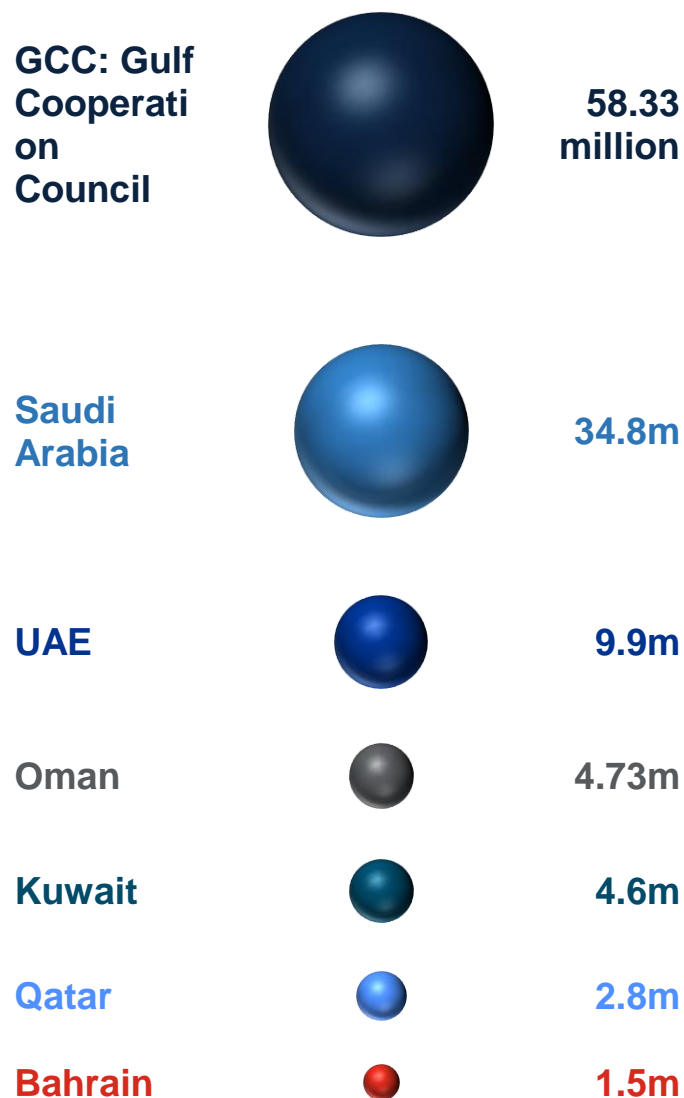 GCC: Gulf
Cooperati
on
Council
58.33
million
Saudi
Arabia
34.8m
UAE
9.9m
Oman
4.73m
Kuwait
4.6m
Qatar
2.8m
Bahrain
1.5m